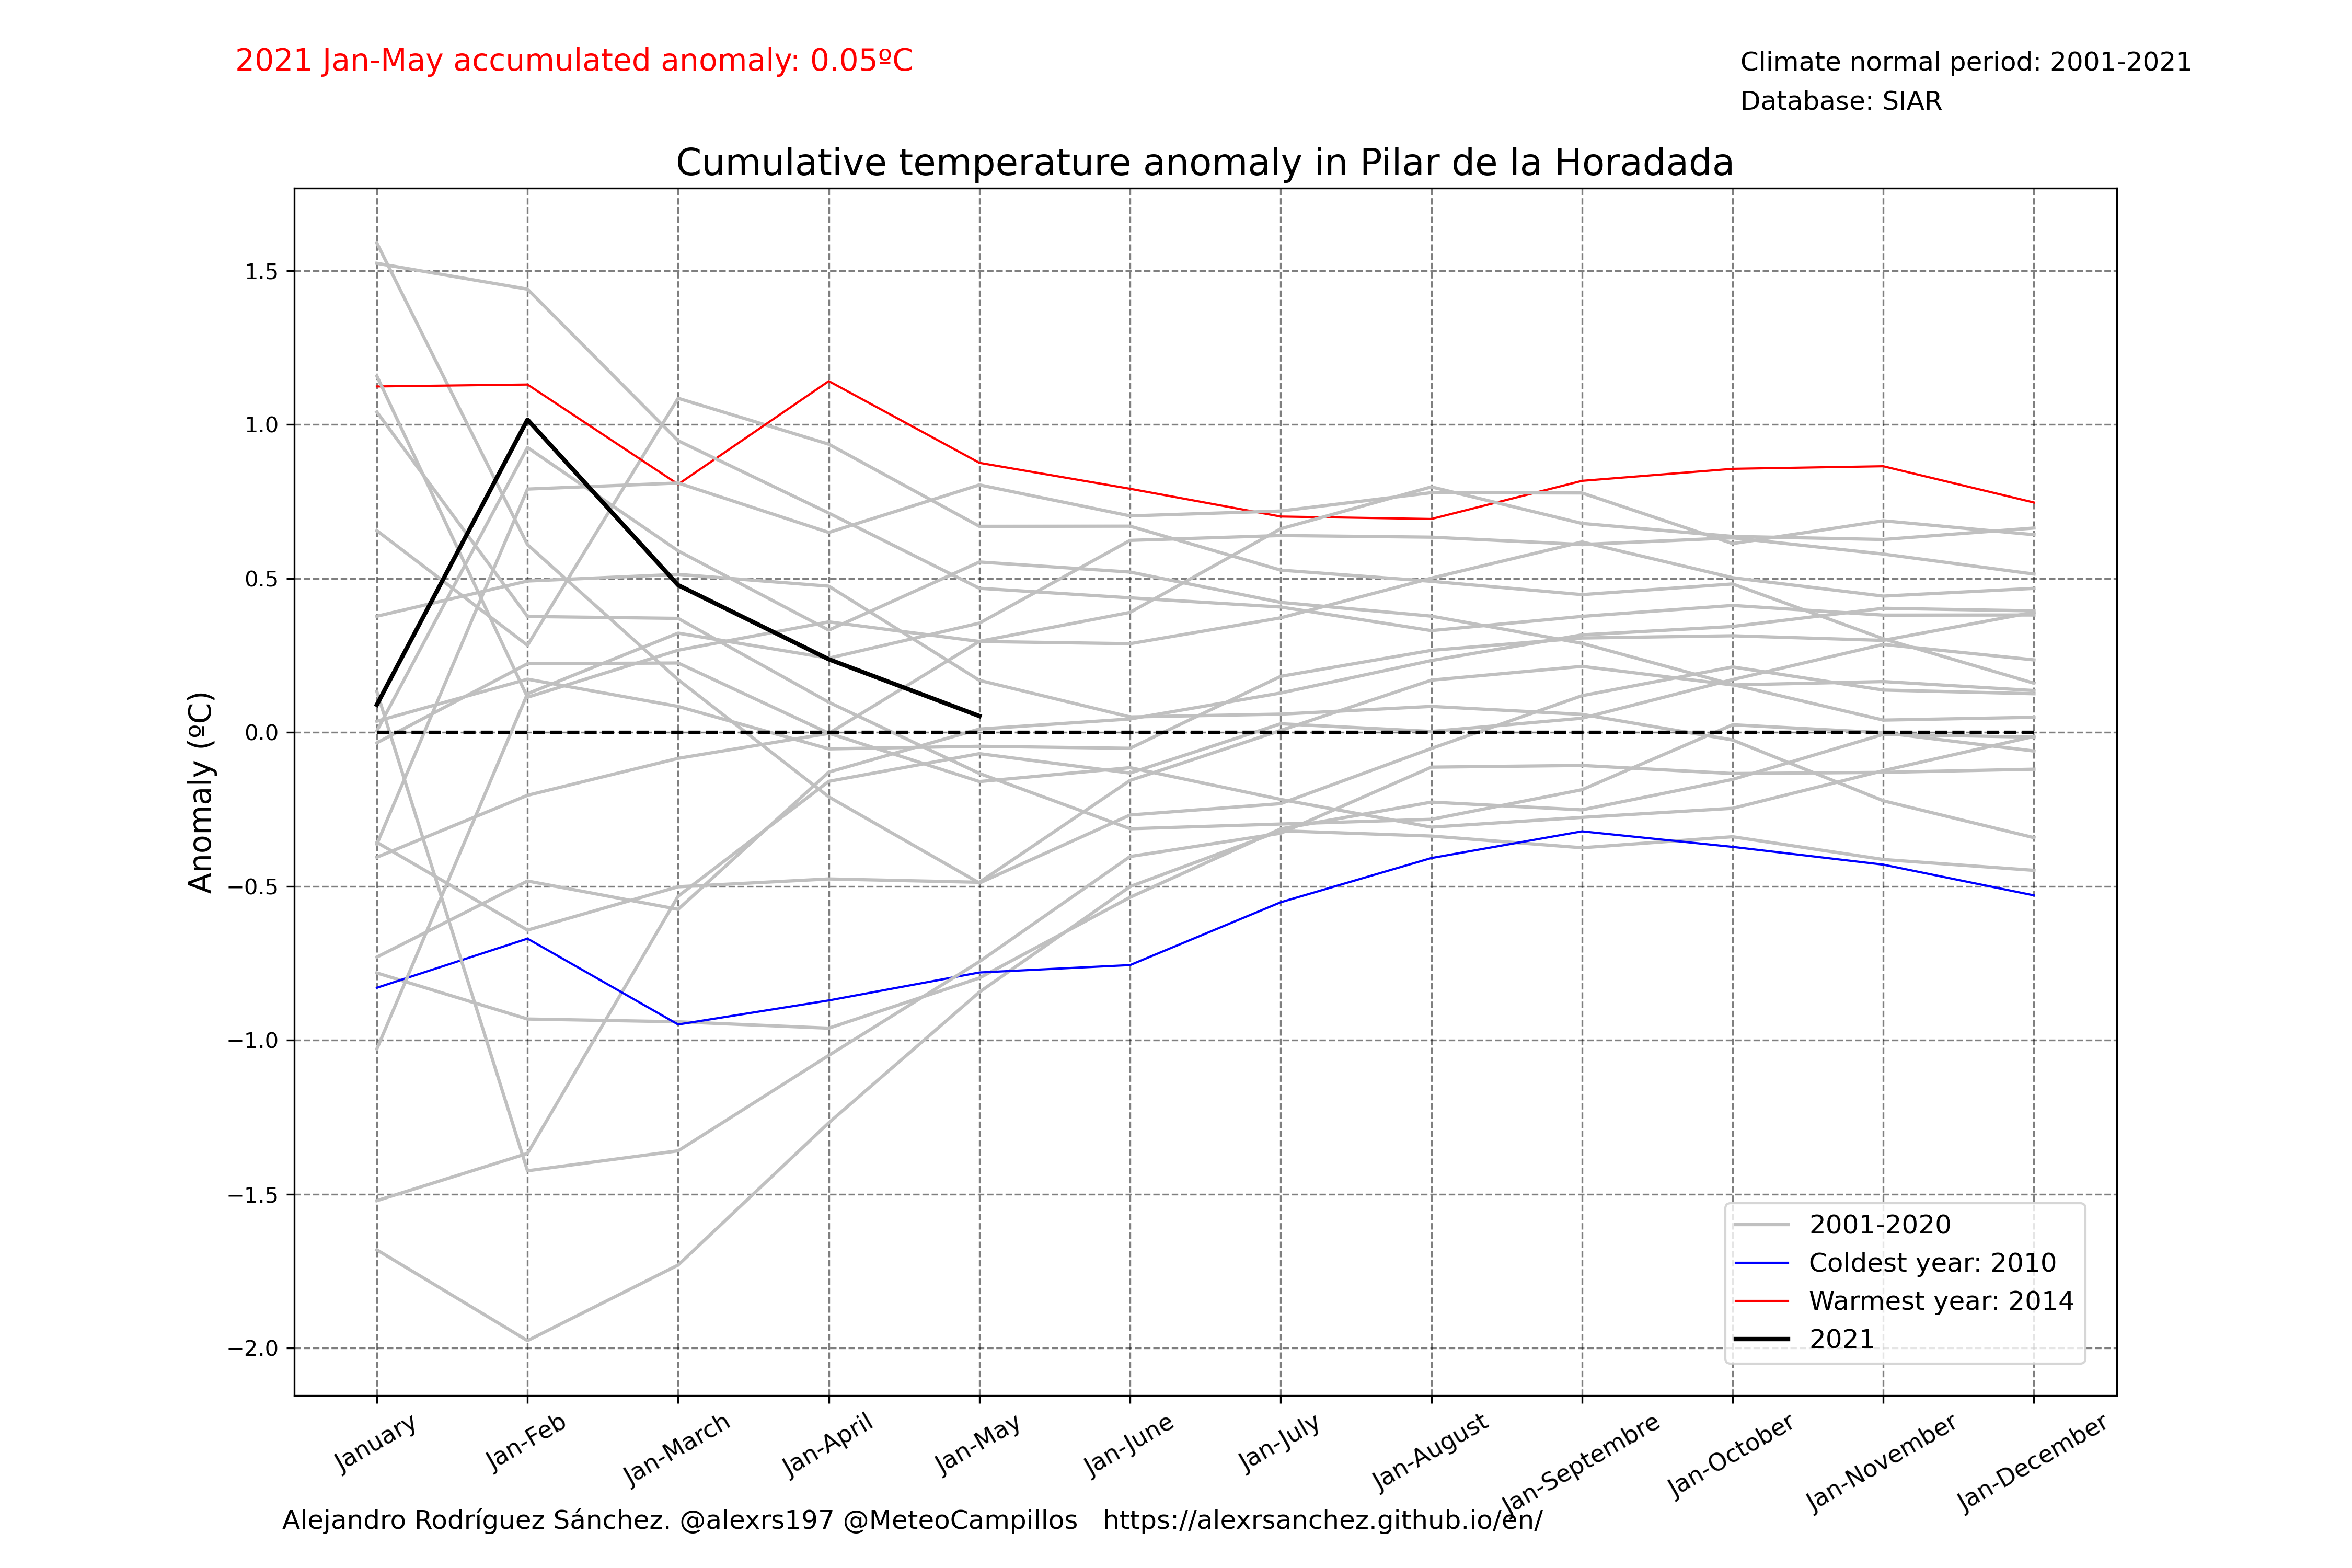 2021 Jan-May accumulated anomaly: 0.05ºC
Climate normal period: 2001-2021
Database: SIAR
Cumulative temperature anomaly in Pilar de la Horadada
Anomaly (ºC)
1.5
1.0
0.5
0.0
−0.5
−1.0
−1.5
−2.0
2001-2020
Coldest year: 2010
Warmest year: 2014
2021
January
Jan-Feb
Jan-March
Jan-April
Jan-May
Jan-June
Jan-July
Jan-August
Jan-Septembre
Jan-October
Jan-November
Jan-December
Alejandro Rodríguez Sánchez. @alexrs197 @MeteoCampillos https://alexrsanchez.github.io/en/